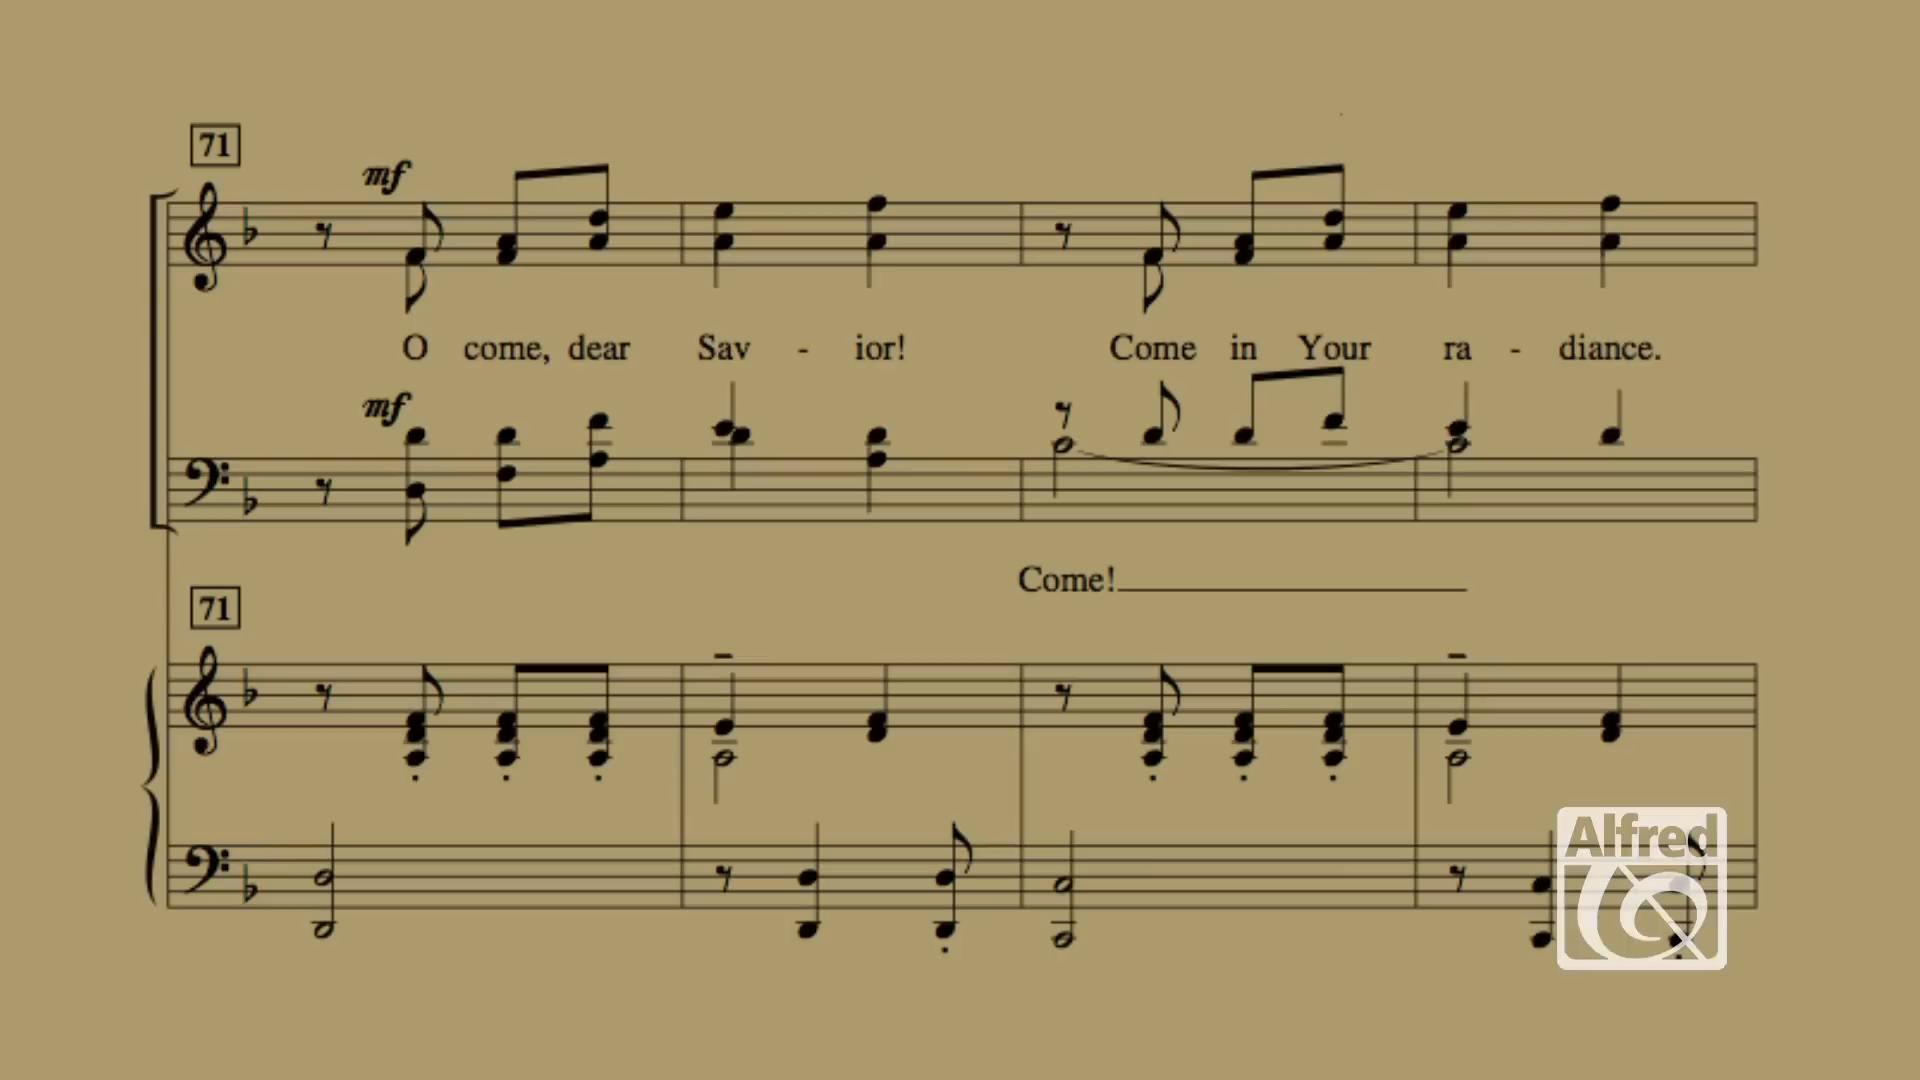 71
mf
O come, dear Sav - ior! Come in Your ra - diance.
mf
Come!
71
Alfred